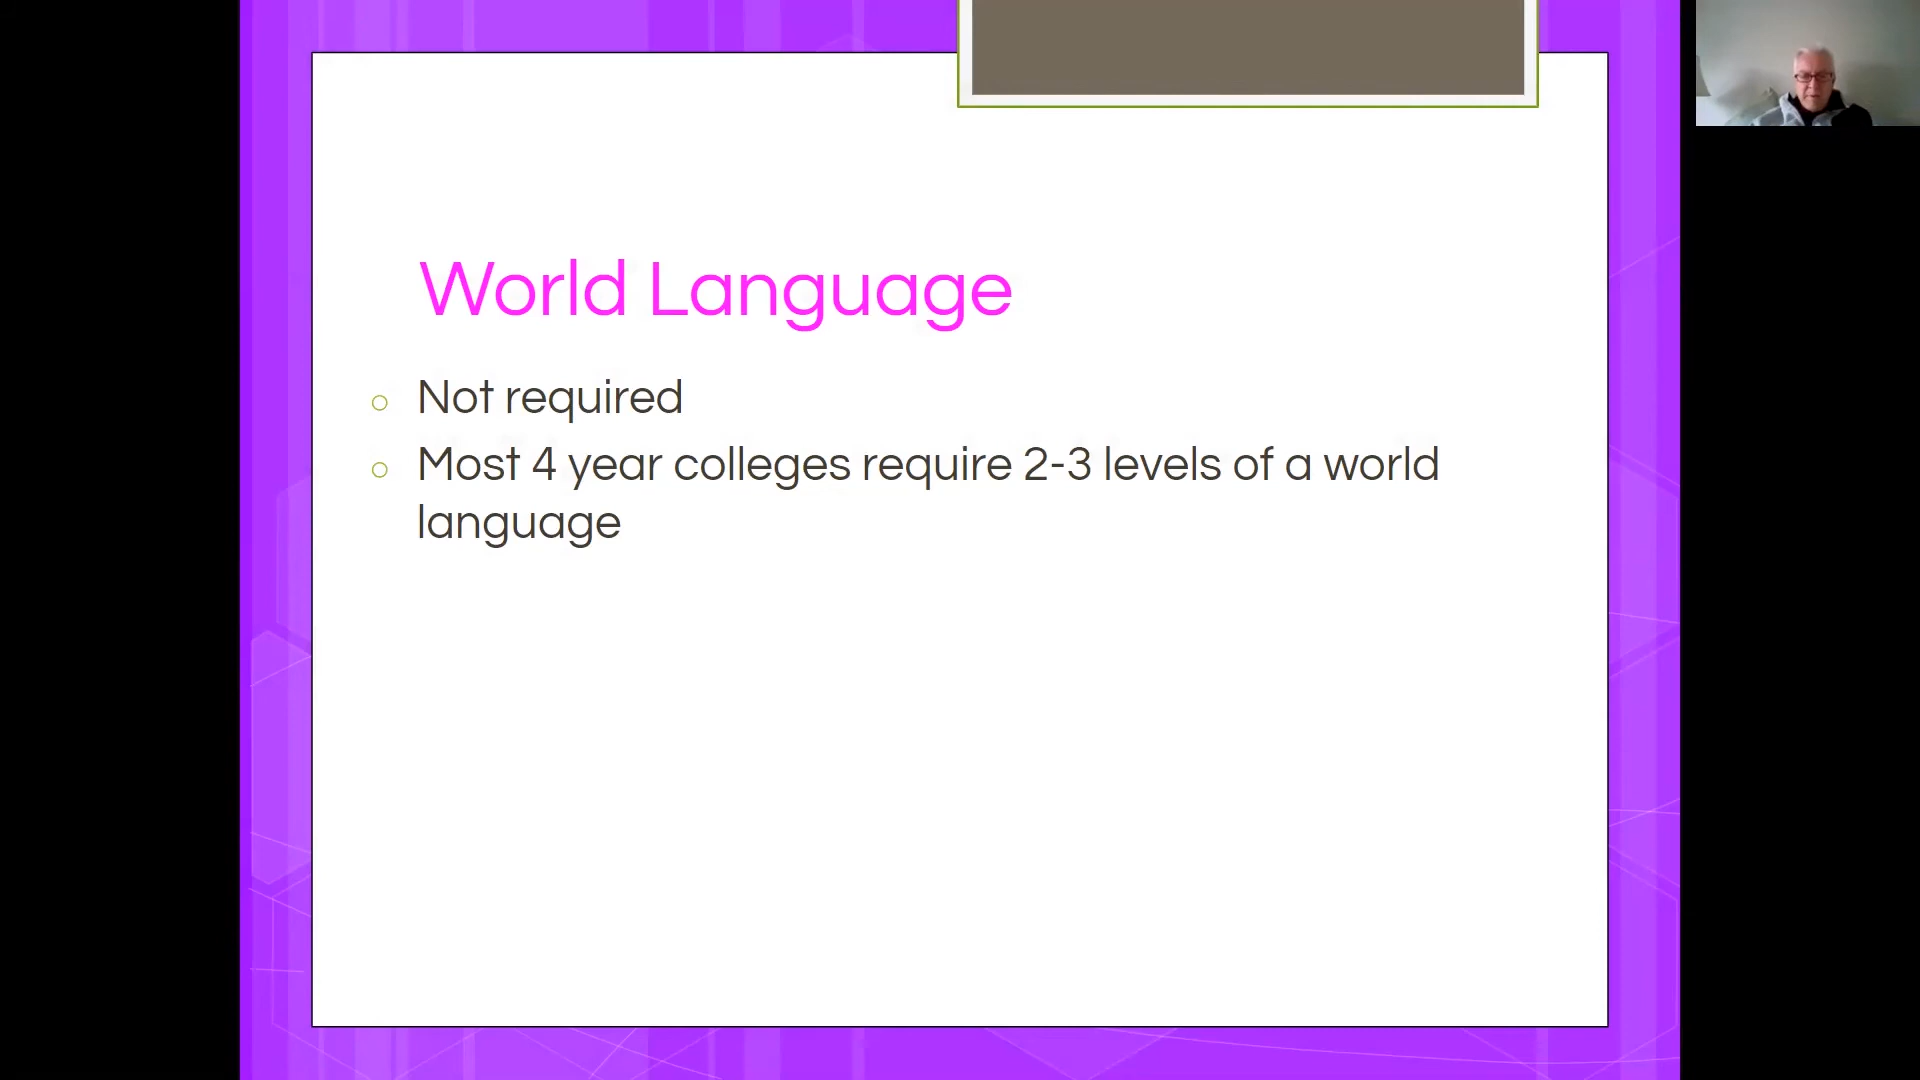 World Language
Not required
Most 4 year colleges require 2-3 levels of a world
language